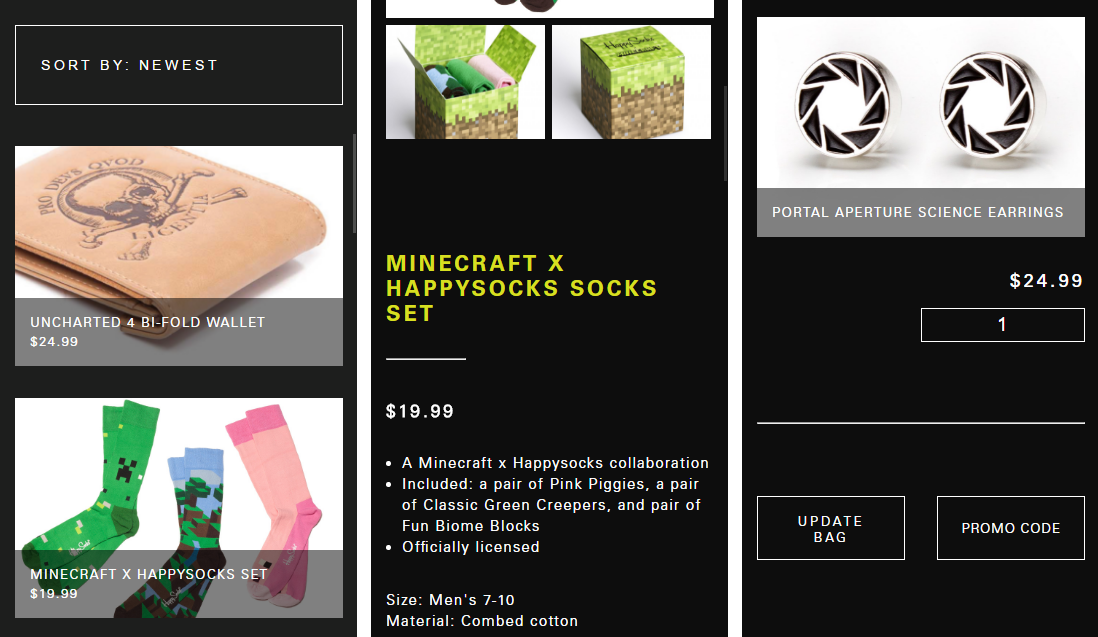 SORT BY: NEWEST
PRO DEVS QVOD
LICENTIA
UNCHARTED 4 BI-FOLD WALLET
$24.99
MINECRAFT X HAPPYSOCKS SET
$19.99
Happy Socks
MINECRAFT X
HAPPYSOCKS SOCKS
SET
$19.99
• A Minecraft x Happysocks collaboration
• Included: a pair of Pink Piggies, a pair
of Classic Green Creepers, and pair of
Fun Biome Blocks
• Officially licensed
Size: Men's 7-10
Material: Combed cotton
PORTAL APERTURE SCIENCE EARRINGS
$24.99
1
UPDATE
BAG
PROMO CODE